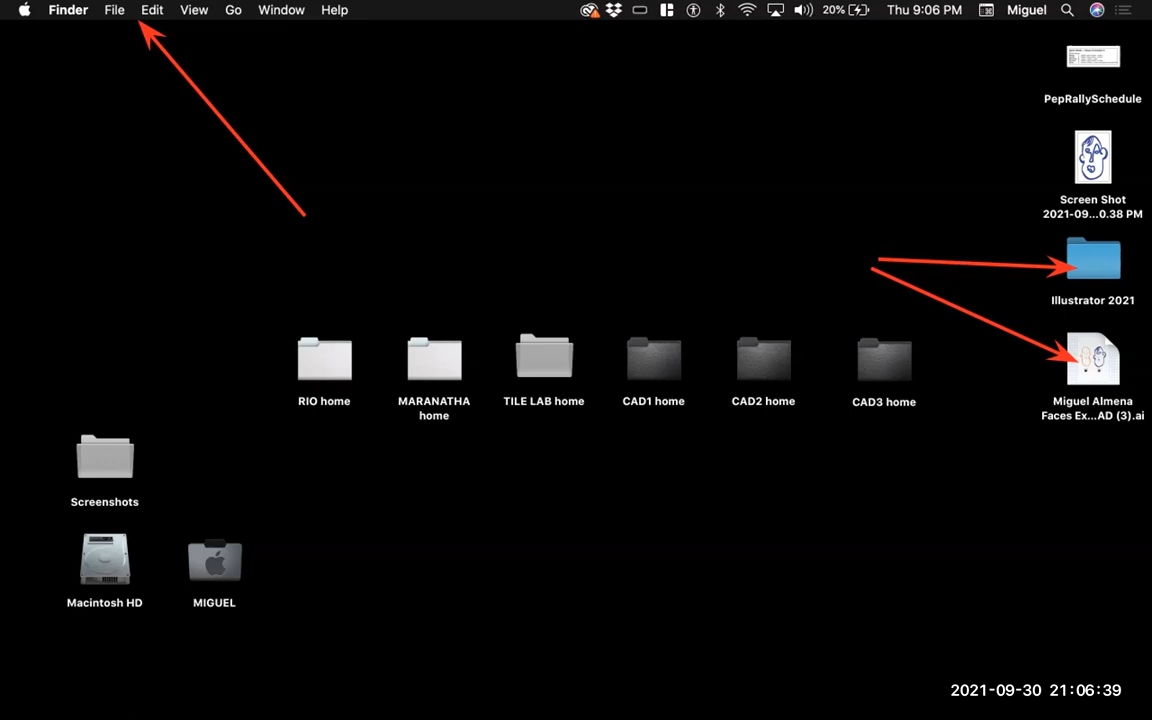 Finder File Edit View Go Window Help 20% Thu 9:06 PM Miguel
PepRallySchedule
Screen Shot
2021-09...0.38 PM
Illustrator 2021
RIO home
MARANATHA
home
TILE LAB home
CAD1 home
CAD2 home
CAD3 home
Miguel Almena
Faces Ex...AD (3).ai
Screenshots
Macintosh HD
MIGUEL
2021-09-30 21:06:39